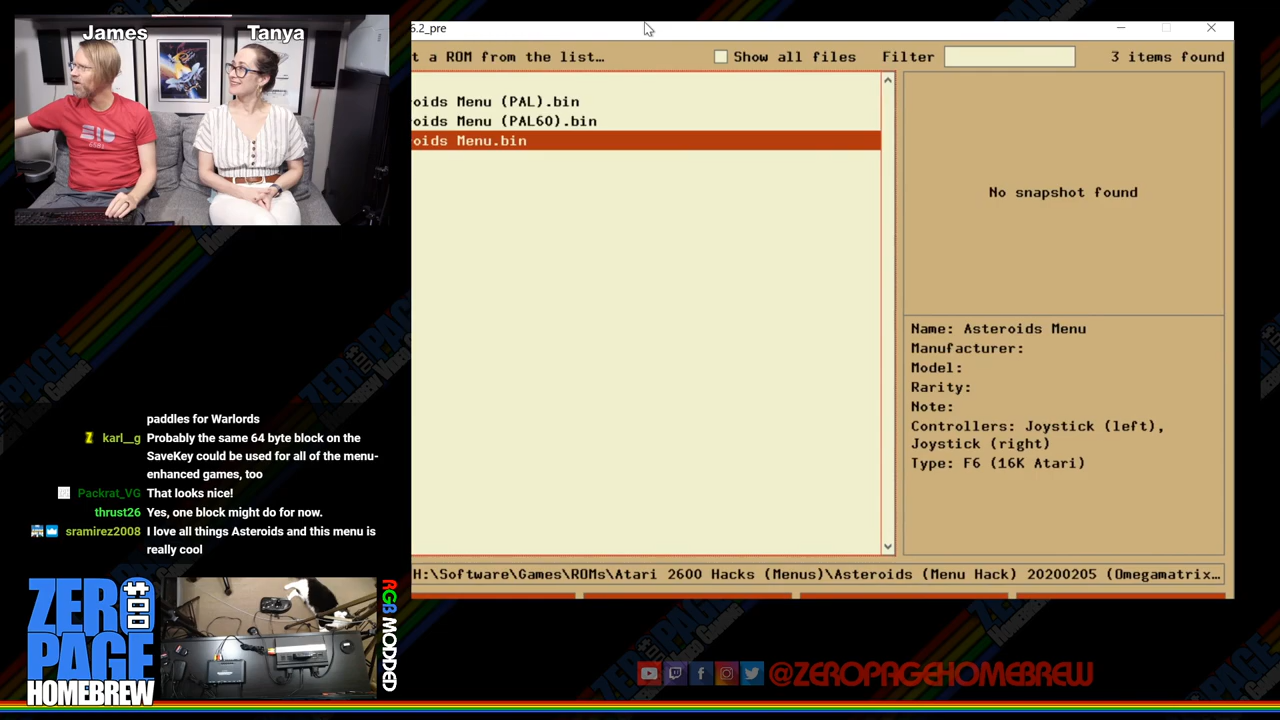 James
Tanya
6.2_pre
t a ROM from the list…
Show all files
Filter
3 items found
oids Menu (PAL).bin
oids Menu (PAL60).bin
oids Menu.bin
No snapshot found
Name: Asteroids Menu
Manufacturer:
Model:
Rarity:
Note:
Controllers: Joystick (left),
Joystick (right)
Type: F6 (16K Atari)
H:\Software\Games\ROMs\Atari 2600 Hacks (Menus)\Asteroids (Menu Hack) 20200205 (Omegamatrix…
paddles for Warlords
karl__g Probably the same 64 byte block on the
SaveKey could be used for all of the menu-
enhanced games, too
Packrat_VG That looks nice!
thrust26 Yes, one block might do for now.
sramirez2008 I love all things Asteroids and this menu is
really cool
ZERO
PAGE
HOMEBREW
RGB MODDED
@ZEROPAGEHOMEBREW